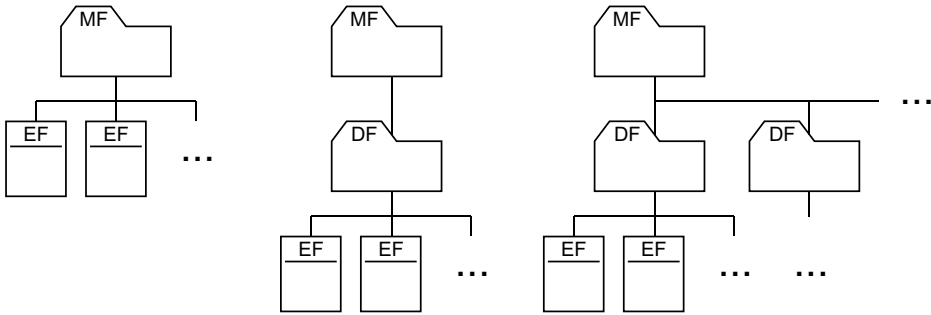 MF MF MF
...
EF EF ... DF DF DF
EF EF ... EF EF ... ...